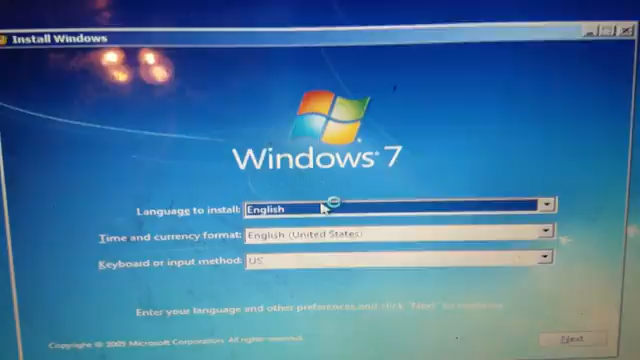 Install Windows
Windows 7
Language to install: English
Time and currency format: English (United States)
Keyboard or input method: US
Enter your language and other preferences and click "Next" to continue.
Copyright © 2009 Microsoft Corporation. All rights reserved.
Next